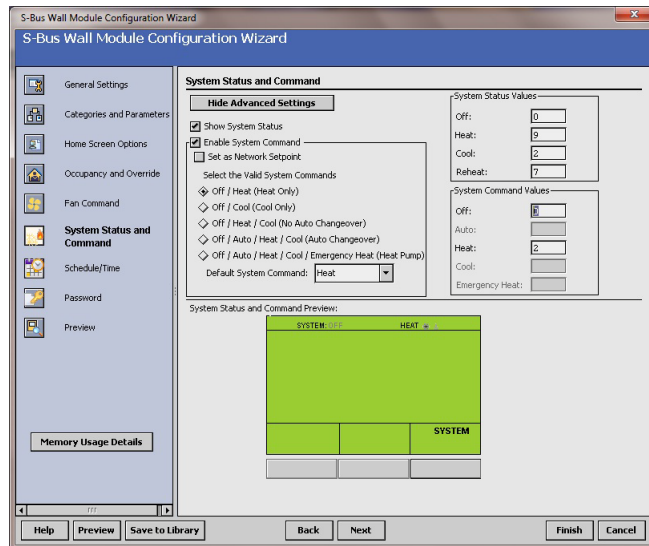 S-Bus Wall Module Configuration Wizard
S-Bus Wall Module Configuration Wizard
General Settings
Categories and Parameters
Home Screen Options
Occupancy and Override
Fan Command
System Status and
Command
Schedule/Time
Password
Preview
Memory Usage Details
System Status and Command
Hide Advanced Settings
Show System Status
Enable System Command
Set as Network Setpoint
Select the Valid System Commands
Off / Heat (Heat Only)
Off / Cool (Cool Only)
Off / Heat / Cool (No Auto Changeover)
Off / Auto / Heat / Cool (Auto Changeover)
Off / Auto / Heat / Cool / Emergency Heat (Heat Pump)
Default System Command: Heat
System Status Values
Off: 0
Heat: 9
Cool: 2
Reheat: 7
System Command Values
Off:
Auto:
Heat: 2
Cool:
Emergency Heat:
System Status and Command Preview:
SYSTEM: OFF HEAT
SYSTEM
Help Preview Save to Library Back Next Finish Cancel